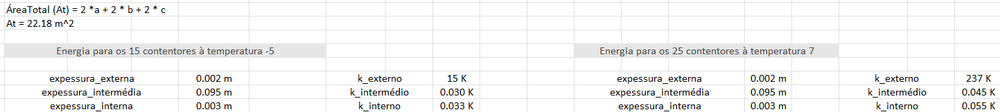 ÁreaTotal (At) = 2 *a + 2 * b + 2 * c
At = 22.18 m^2
Energia para os 15 contentores à temperatura -5 Energia para os 25 contentores à temperatura 7
expessura_externa 0.002 m k_externo 15 K expessura_externa 0.002 m k_externo 237 K
expessura_intermédia 0.095 m k_intermédio 0.030 K expessura_intermédia 0.095 m k_intermédio 0.045 K
expessura_interna 0.003 m k_interno 0.033 K expessura_interna 0.003 m k_interno 0.055 K